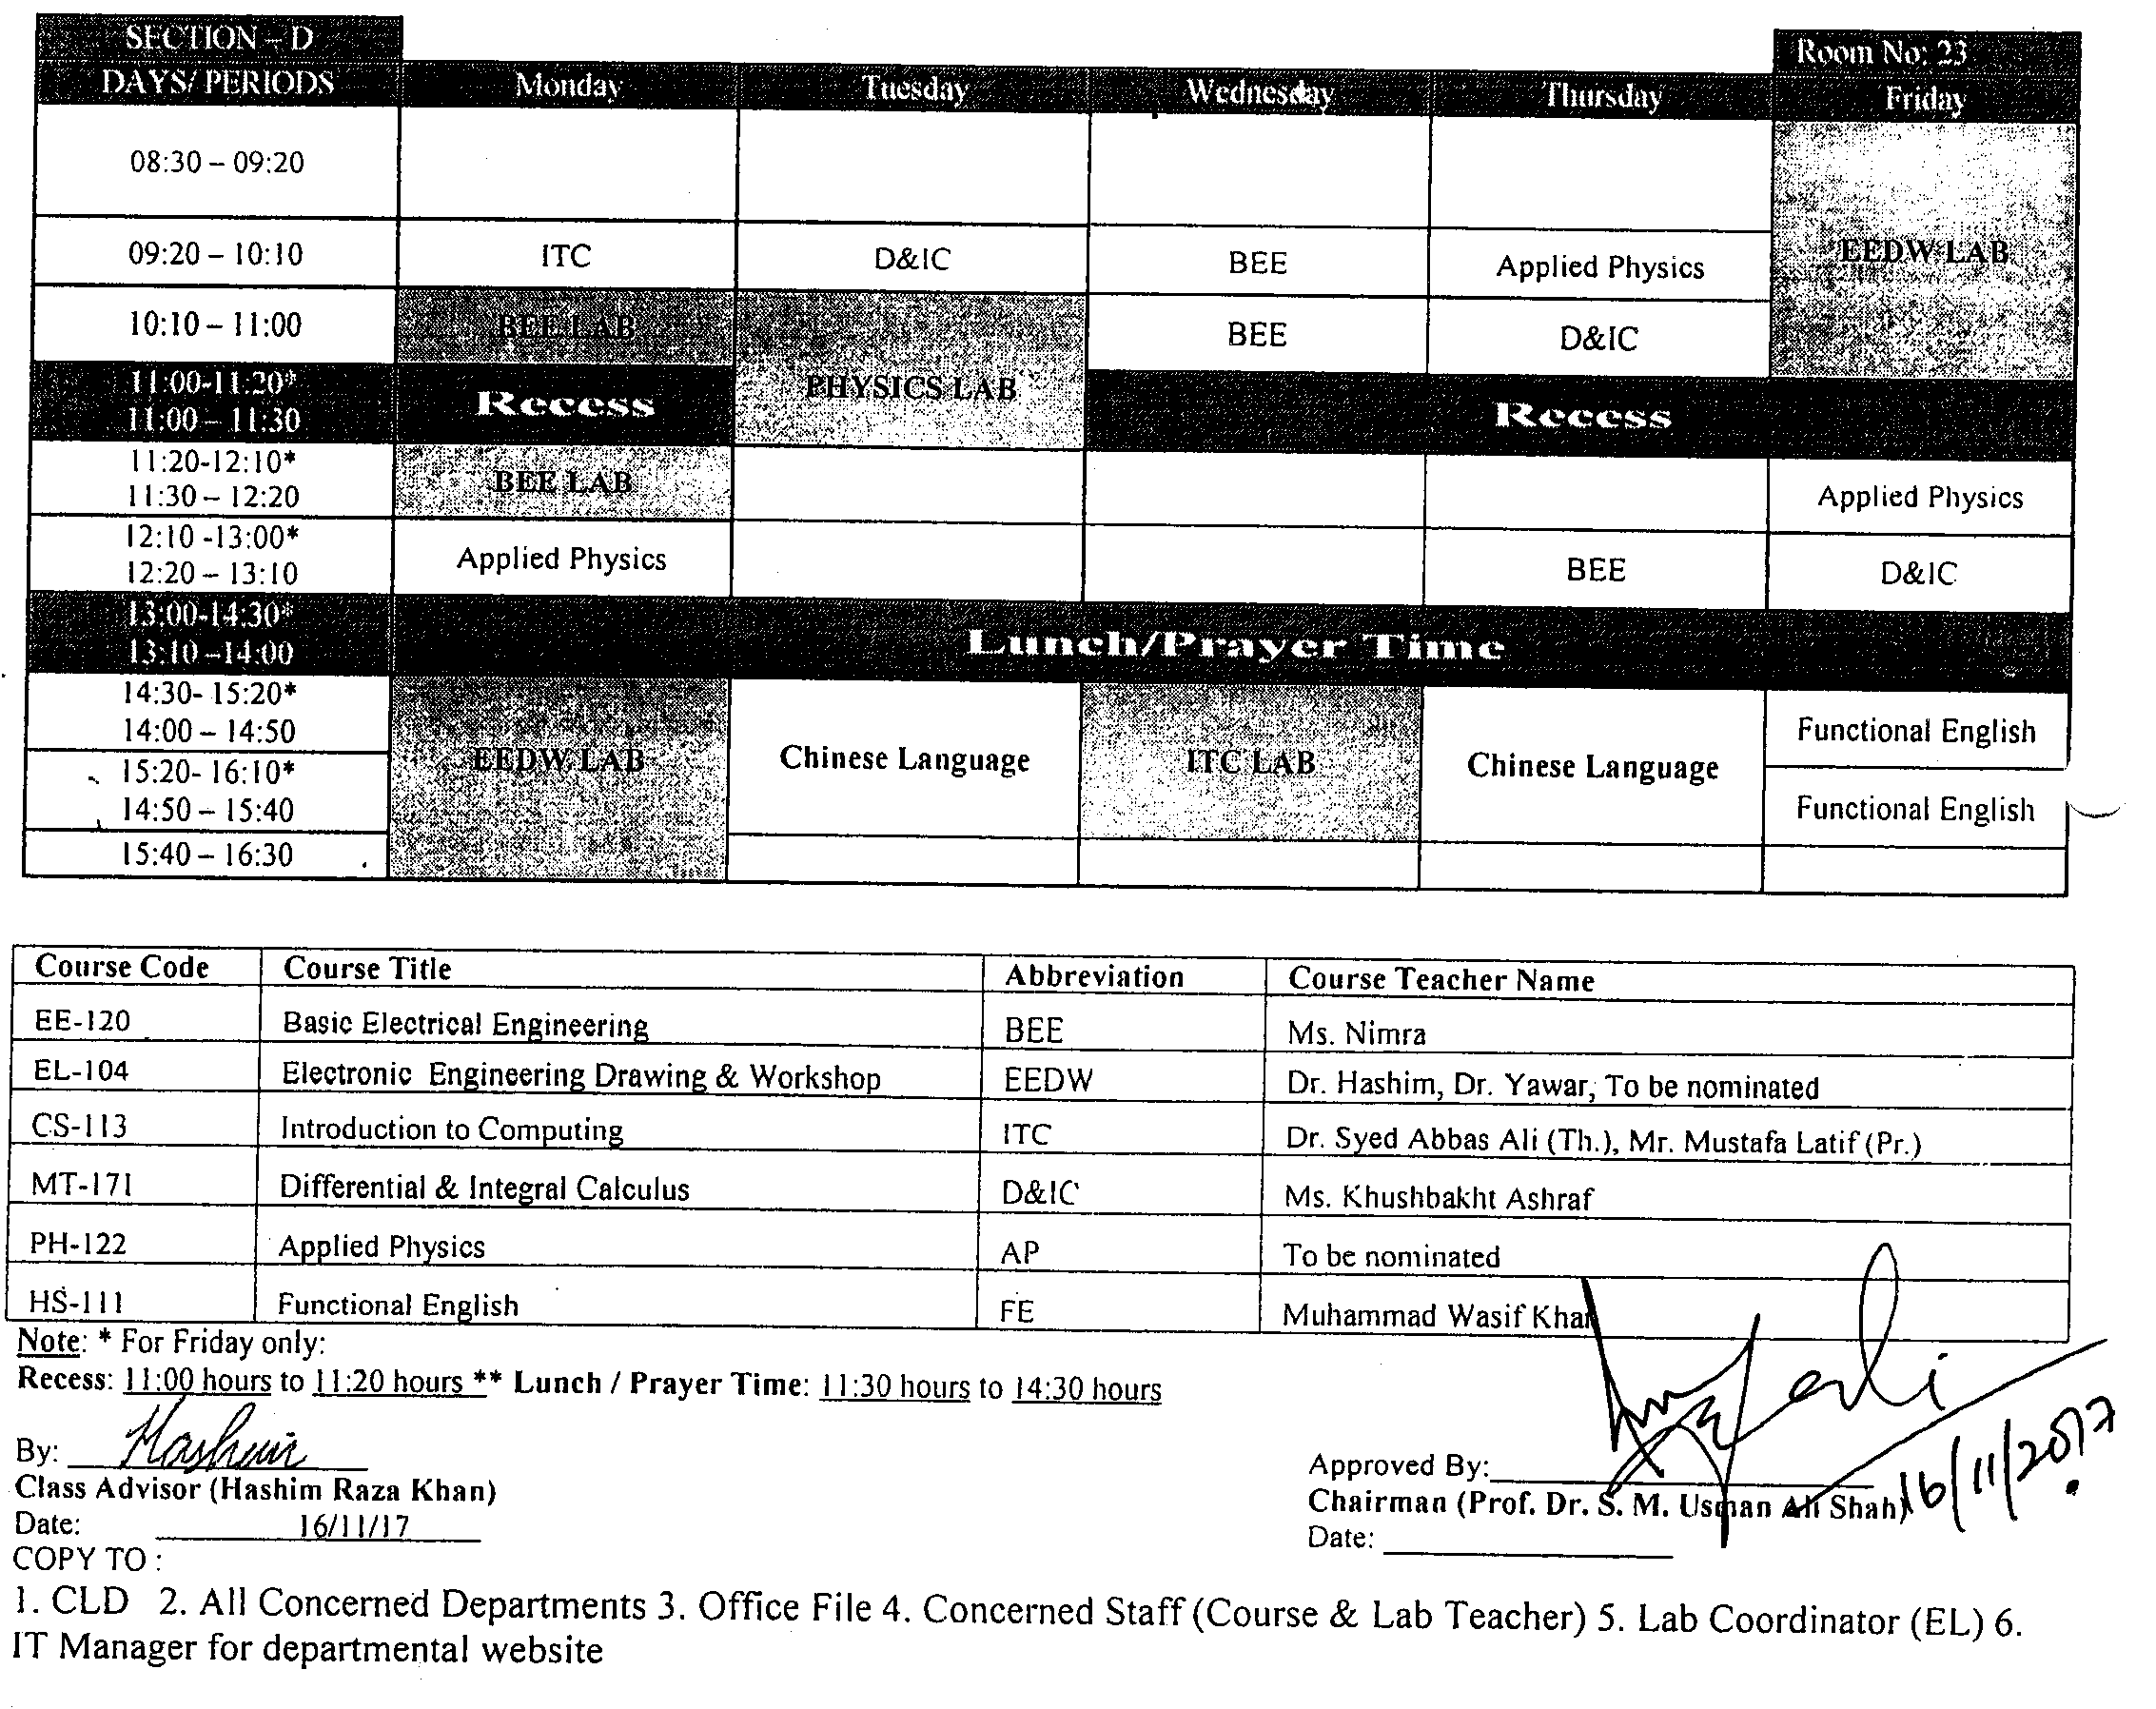 SECTION – D
Room No: 23
DAYS/ PERIODS Monday Tuesday Wednesday Thursday Friday
08:30 – 09:20 EEDW LAB
09:20 – 10:10 ITC D&IC BEE Applied Physics
10:10 – 11:00 BEE LAB PHYSICS LAB BEE D&IC
11:00-11:20*
11:00 – 11:30 Recess Recess
11:20-12:10*
11:30 – 12:20 BEE LAB Applied Physics
12:10 -13:00*
12:20 – 13:10 Applied Physics BEE D&IC
13:00-14:30*
13:10 –14:00 Lunch/Prayer Time
14:30- 15:20*
14:00 – 14:50 EEDW LAB Chinese Language ITC LAB Chinese Language Functional English
15:20- 16:10*
14:50 – 15:40 Functional English
15:40 – 16:30
Course Code Course Title Abbreviation Course Teacher Name
EE-120 Basic Electrical Engineering BEE Ms. Nimra
EL-104 Electronic Engineering Drawing & Workshop EEDW Dr. Hashim, Dr. Yawar, To be nominated
CS-113 Introduction to Computing ITC Dr. Syed Abbas Ali (Th.), Mr. Mustafa Latif (Pr.)
MT-171 Differential & Integral Calculus D&IC Ms. Khushbakht Ashraf
PH-122 Applied Physics AP To be nominated
HS-111 Functional English FE Muhammad Wasif Khan
Note: * For Friday only:
Recess: 11:00 hours to 11:20 hours ** Lunch / Prayer Time: 11:30 hours to 14:30 hours
By: Hashim
Class Advisor (Hashim Raza Khan)
Date: 16/11/17
Approved By:
Chairman (Prof. Dr. S. M. Usman Ali Shah) 16/11/2017
Date:
COPY TO :
1. CLD 2. All Concerned Departments 3. Office File 4. Concerned Staff (Course & Lab Teacher) 5. Lab Coordinator (EL) 6.
IT Manager for departmental website